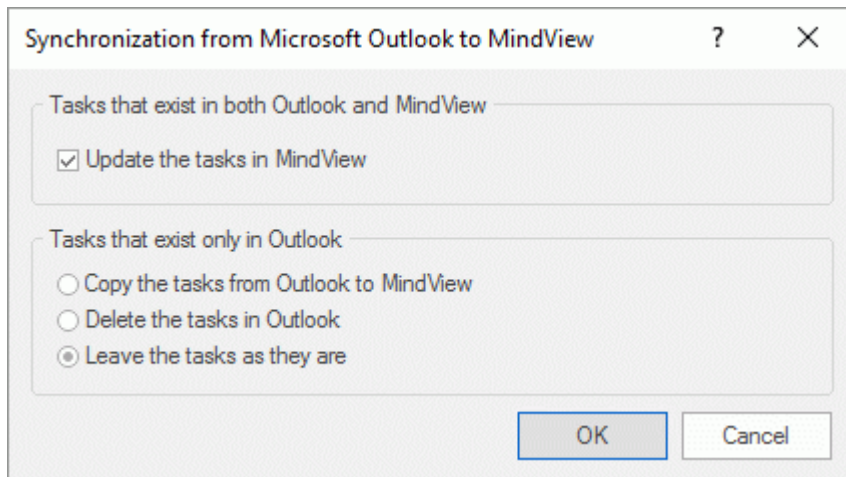 Synchronization from Microsoft Outlook to MindView ?
Tasks that exist in both Outlook and MindView
Update the tasks in MindView
Tasks that exist only in Outlook
Copy the tasks from Outlook to MindView
Delete the tasks in Outlook
Leave the tasks as they are
OK Cancel